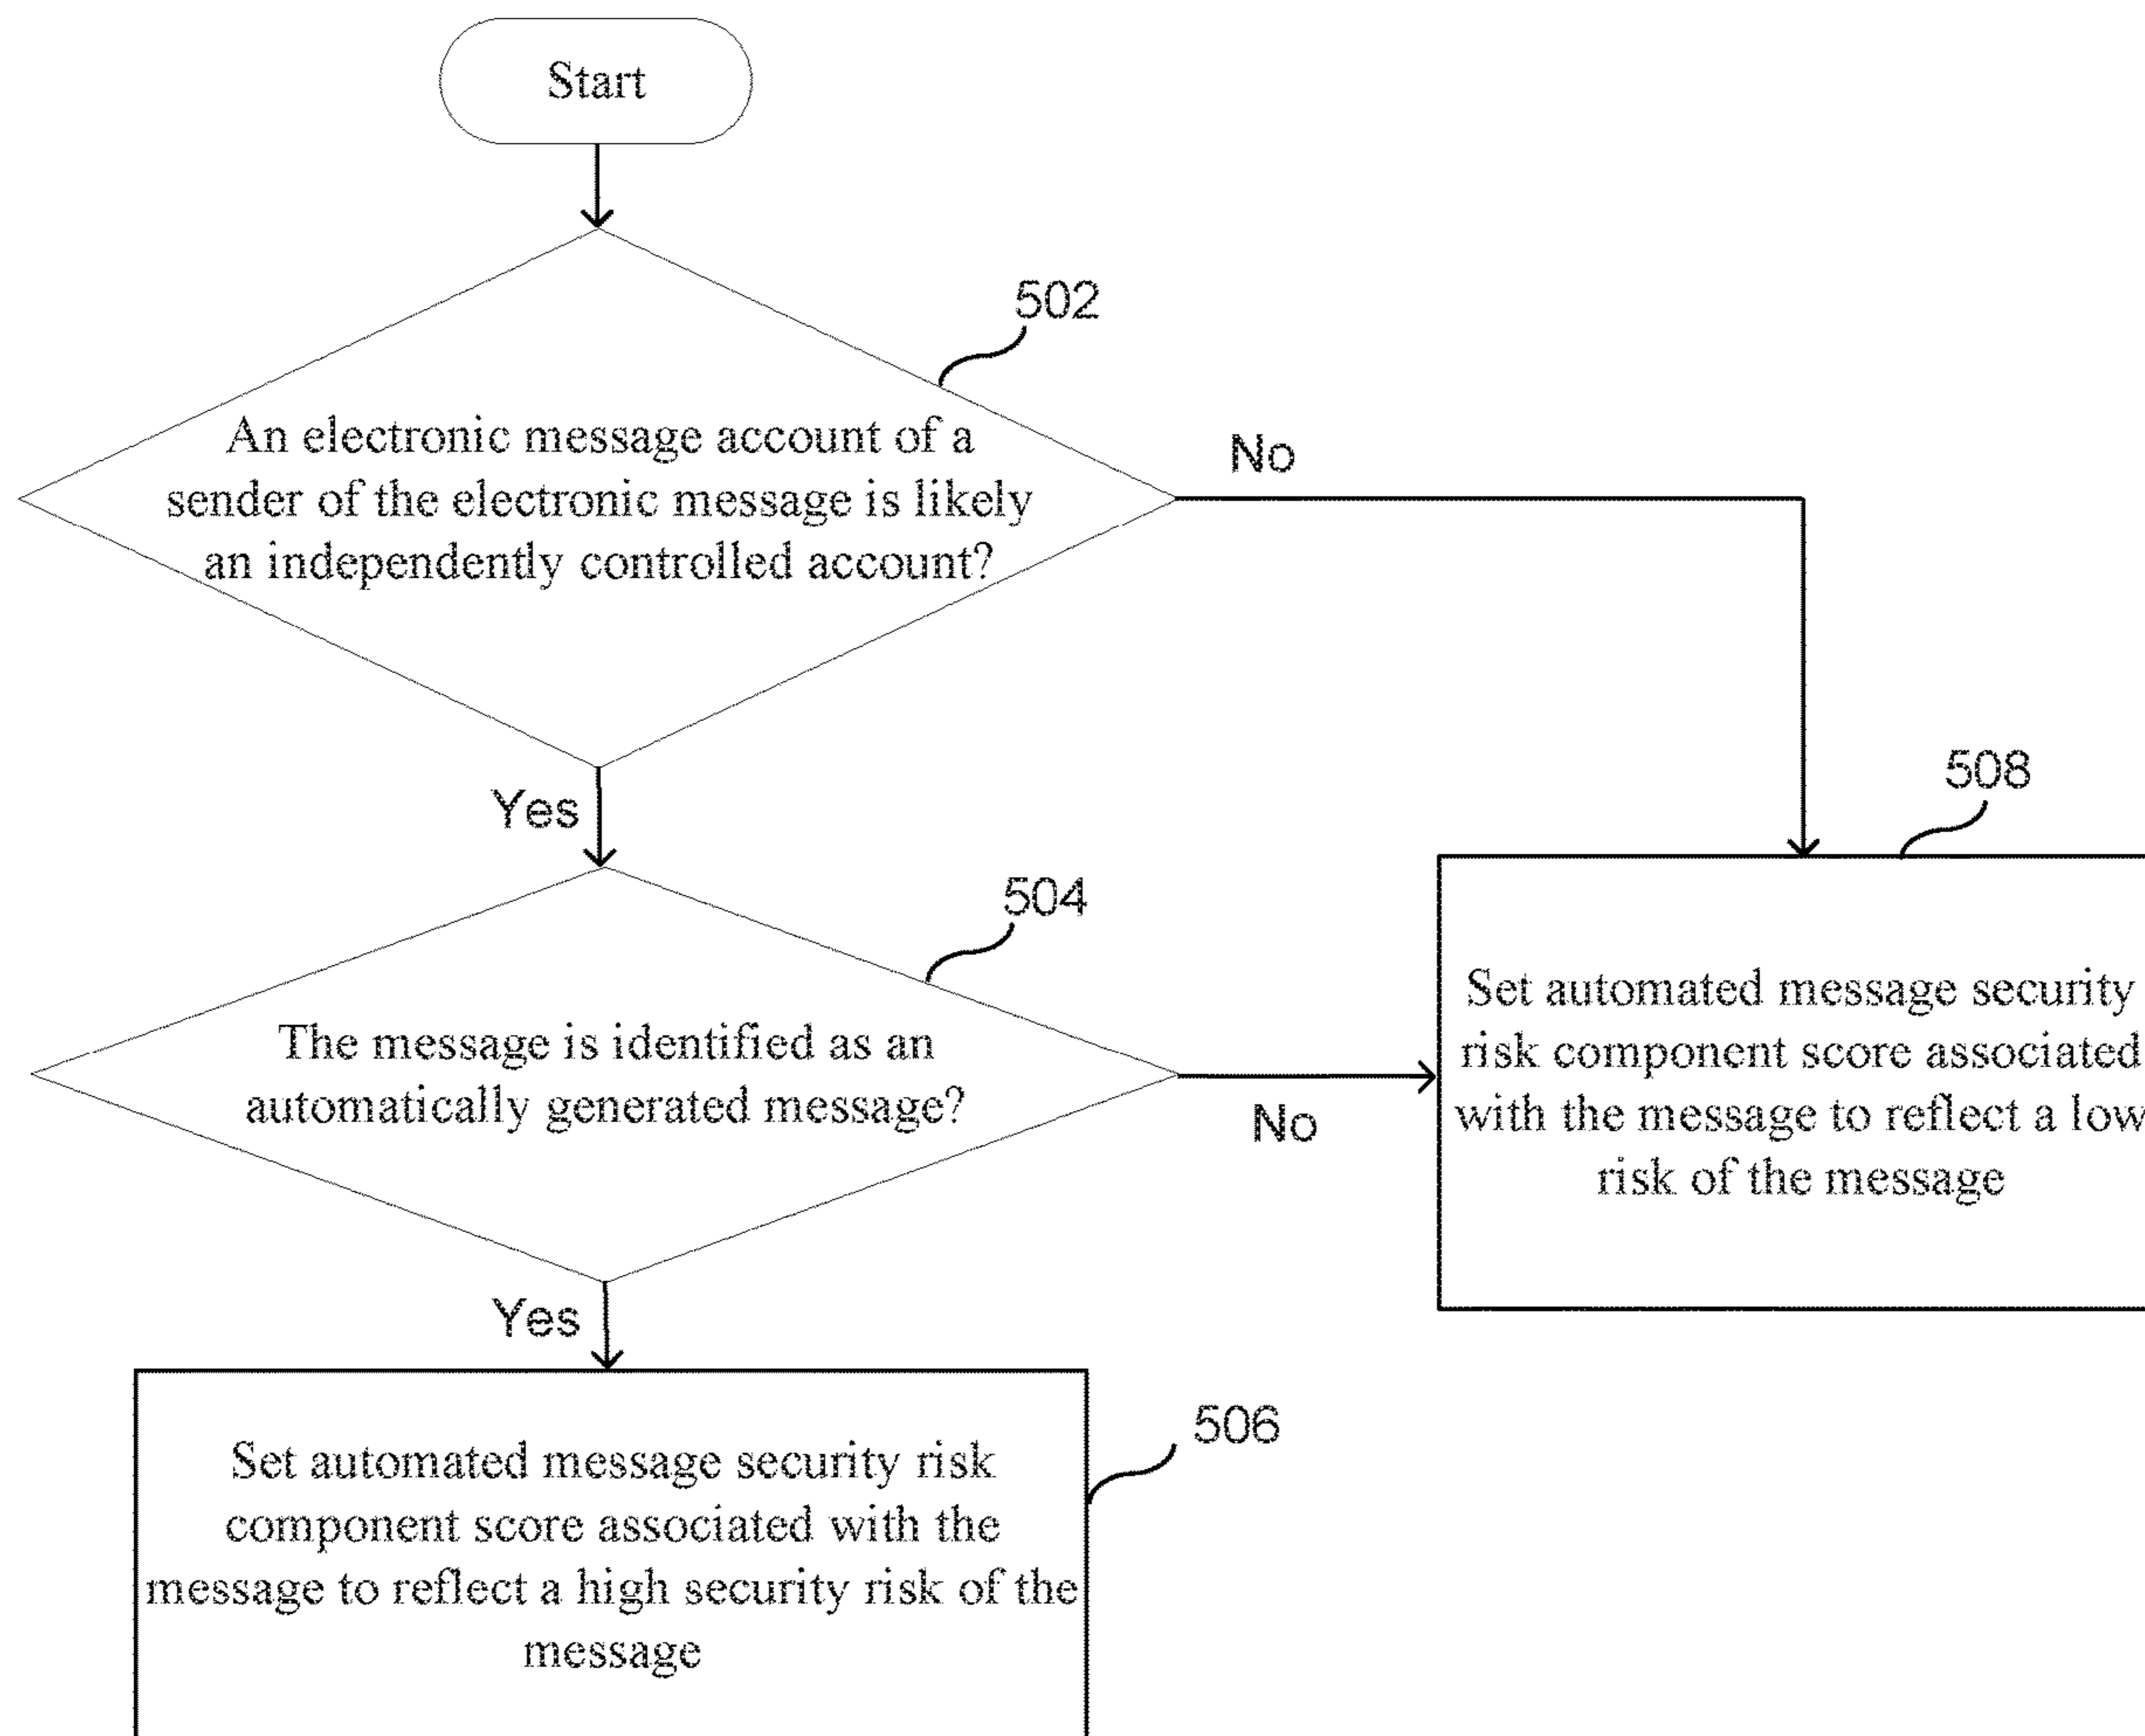 Start
502
An electronic message account of a
sender of the electronic message is likely
an independently controlled account?
No
Yes
508
504
The message is identified as an
automatically generated message?
No
Set automated message security
risk component score associated
with the message to reflect a low
risk of the message
Yes
506
Set automated message security risk
component score associated with the
message to reflect a high security risk of the
message